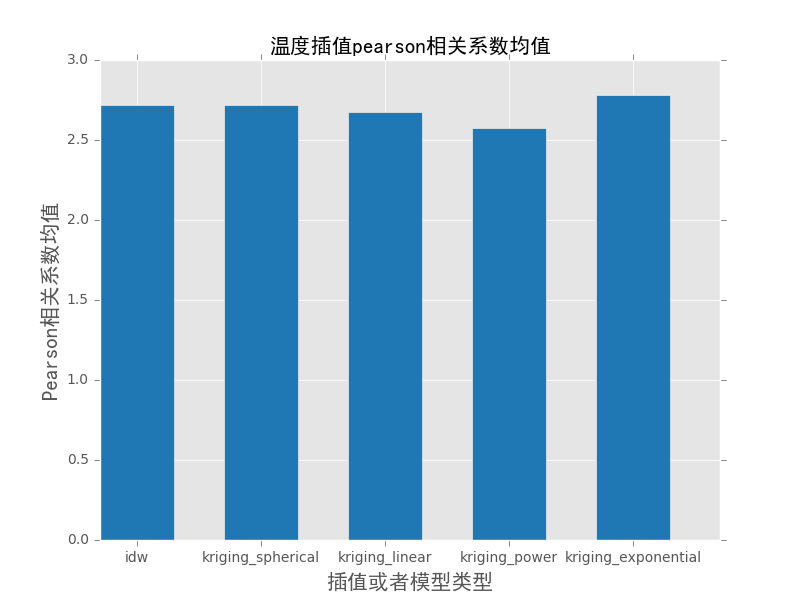 温度插值pearson相关系数均值
3.0
2.5
2.0
1.5
1.0
0.5
0.0
Pearson相关系数均值
idw kriging_spherical kriging_linear kriging_power kriging_exponential
插值或者模型类型